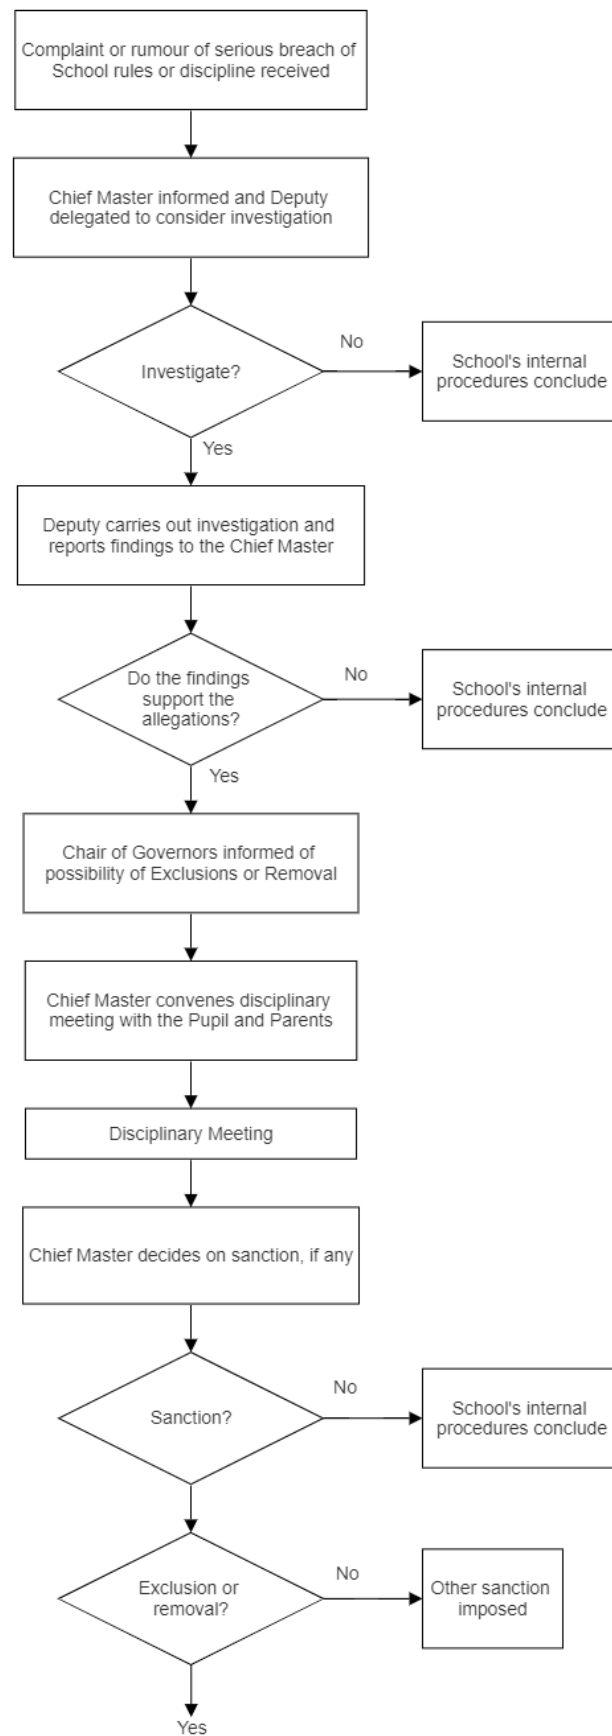 Complaint or rumour of serious breach of
School rules or discipline received
Chief Master informed and Deputy
delegated to consider investigation
Investigate?
No
School's internal
procedures conclude
Yes
Deputy carries out investigation and
reports findings to the Chief Master
Do the findings
support the
allegations?
No
School's internal
procedures conclude
Yes
Chair of Governors informed of
possibility of Exclusions or Removal
Chief Master convenes disciplinary
meeting with the Pupil and Parents
Disciplinary Meeting
Chief Master decides on sanction, if any
Sanction?
No
School's internal
procedures conclude
Exclusion or
removal?
No
Other sanction
imposed
Yes